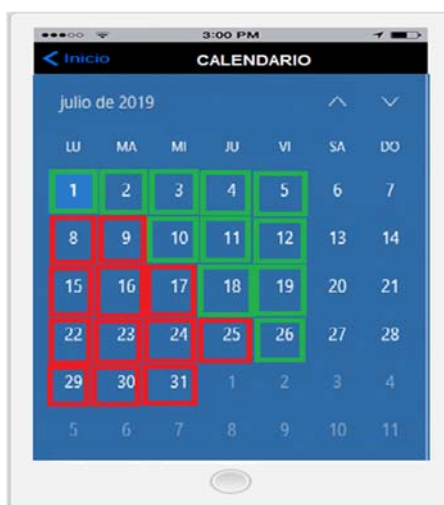 3:00 PM
< Inicio CALENDARIO
julio de 2019
LU MA MI JU VI SA DO
1 2 3 4 5 6 7
8 9 10 11 12 13 14
15 16 17 18 19 20 21
22 23 24 25 26 27 28
29 30 31 1 2 3 4
5 6 7 8 9 10 11